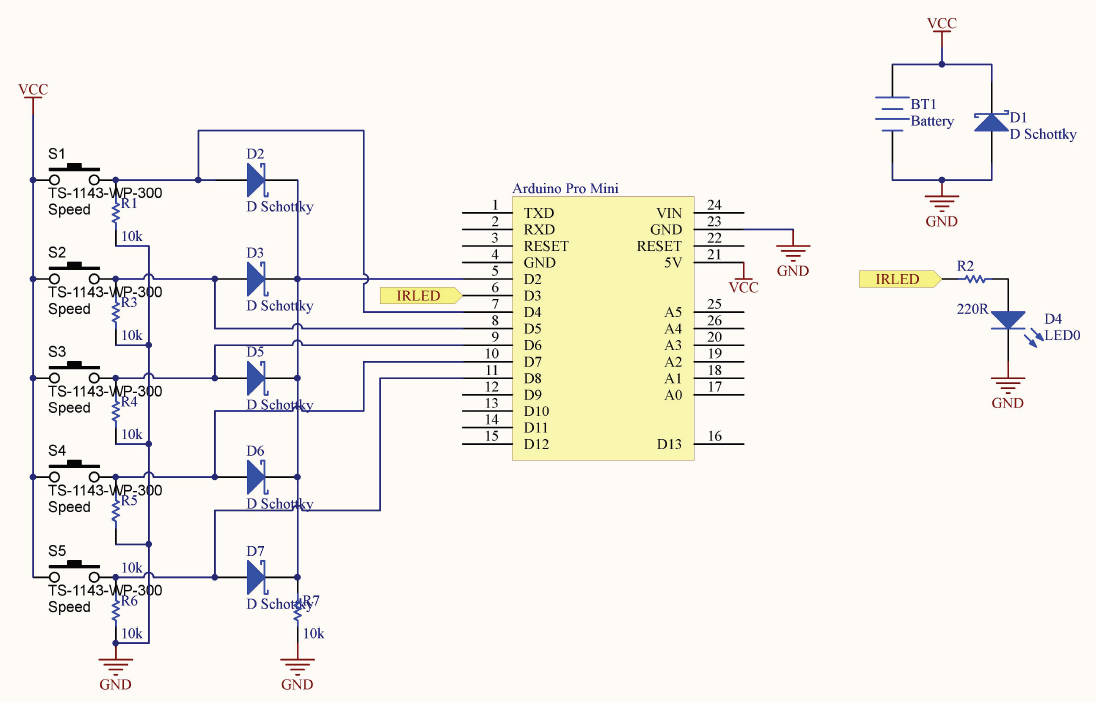 VCC
S1
TS-1143-WP-300
Speed
R1
10k
D2
D Schottky
S2
TS-1143-WP-300
Speed
R3
10k
D3
D Schottky
S3
TS-1143-WP-300
Speed
R4
10k
D5
D Schottky
S4
TS-1143-WP-300
Speed
R5
10k
D6
D Schottky
S5
TS-1143-WP-300
Speed
R6
10k
D7
D Schottky
R7
10k
GND
GND
IRLED
Arduino Pro Mini
1 TXD
2 RXD
3 RESET
4 GND
5 D2
6 D3
7 D4
8 D5
9 D6
10 D7
11 D8
12 D9
13 D10
14 D11
15 D12
VIN 24
GND 23
RESET 22
5V 21
A5 25
A4 26
A3 20
A2 19
A1 18
A0 17
D13 16
GND
VCC
VCC
BT1
Battery
D1
D Schottky
GND
IRLED
R2
220R
D4
LED0
GND